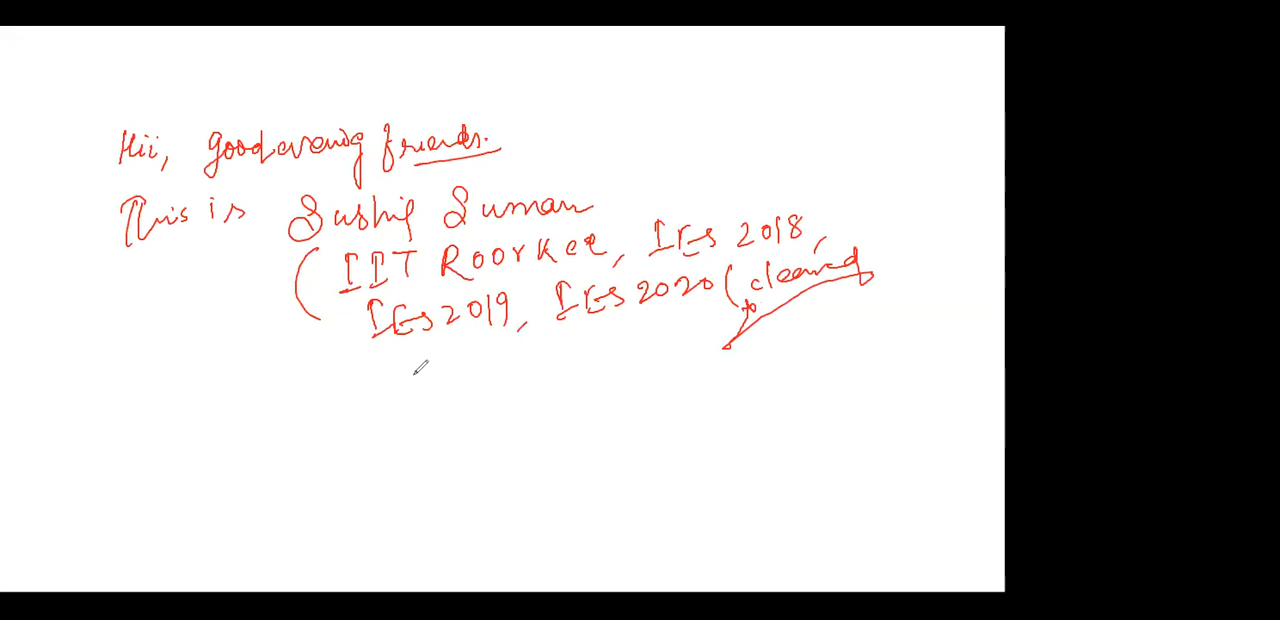 Hii, good evening friends.
This is Sushil Suman
(IIT Roorkee, IES 2018,
IES 2019, IES 2020 (cleared